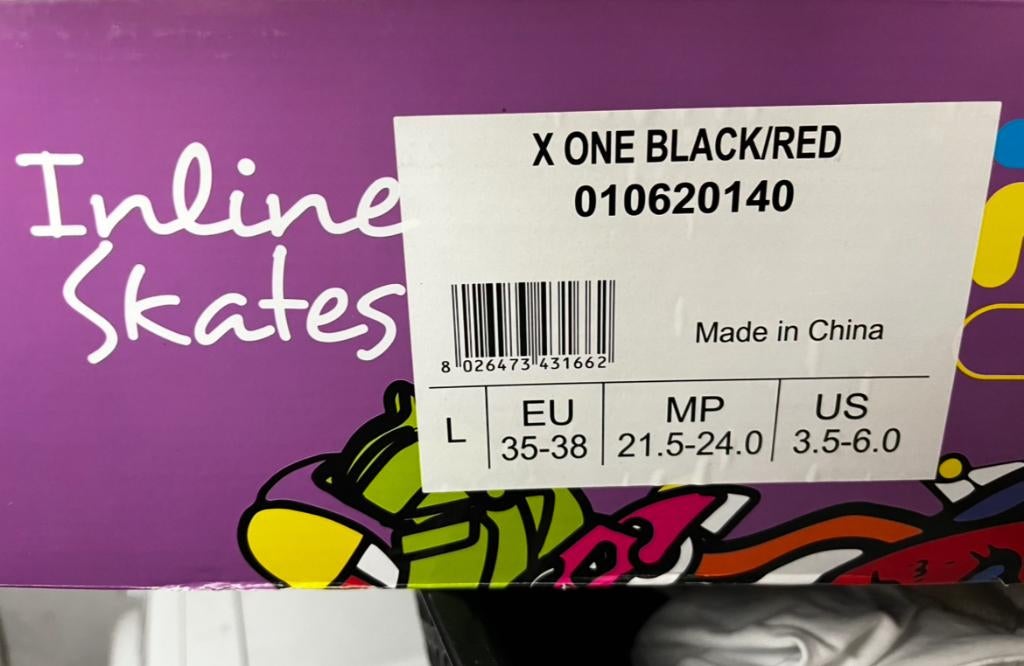 Inline
Skates
X ONE BLACK/RED
010620140
8 026473 431662
Made in China
L
EU
35-38
MP
21.5-24.0
US
3.5-6.0